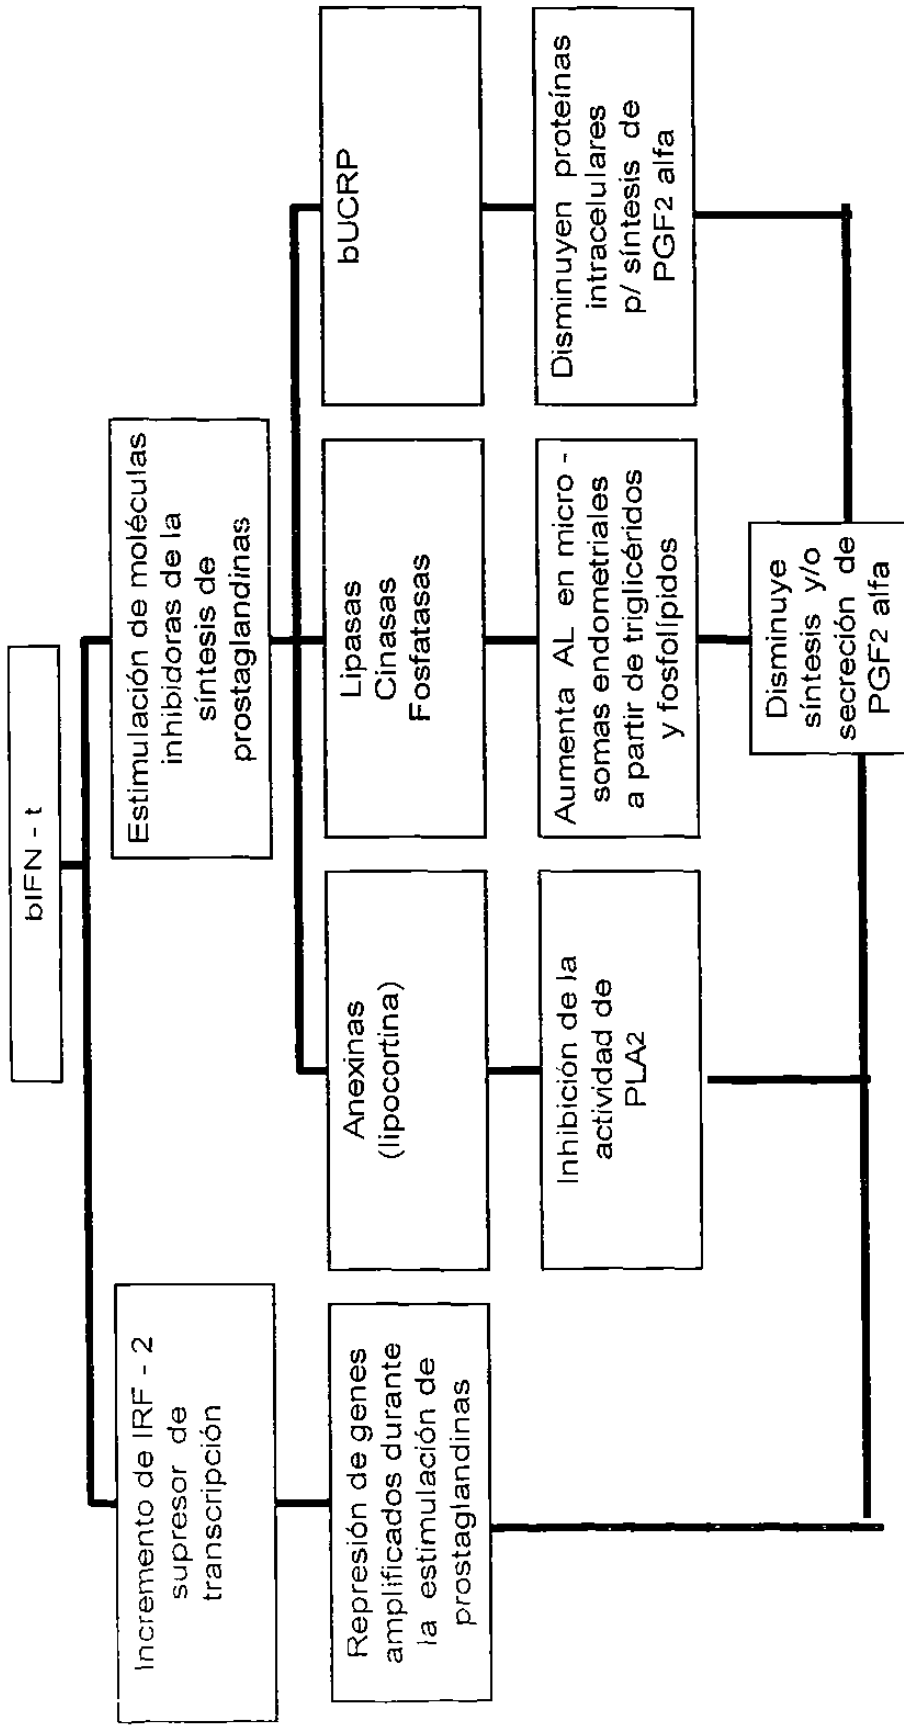 bIFN - t
Incremento de IRF - 2
supresor de
transcripción
Estimulación de moléculas
inhibidoras de la
síntesis de
prostaglandinas
Represión de genes
amplificados durante
la estimulación de
prostaglandinas
Anexinas
(lipocortina)
Lipasas
Cinasas
Fosfatasas
bUCRP
Inhibición de la
actividad de
PLA2
Aumenta AL en micro -
somas endometriales
a partir de triglicéridos
y fosfolípidos
Disminuyen proteínas
intracelulares
p/ síntesis de
PGF2 alfa
Disminuye
síntesis y/o
secreción de
PGF2 alfa